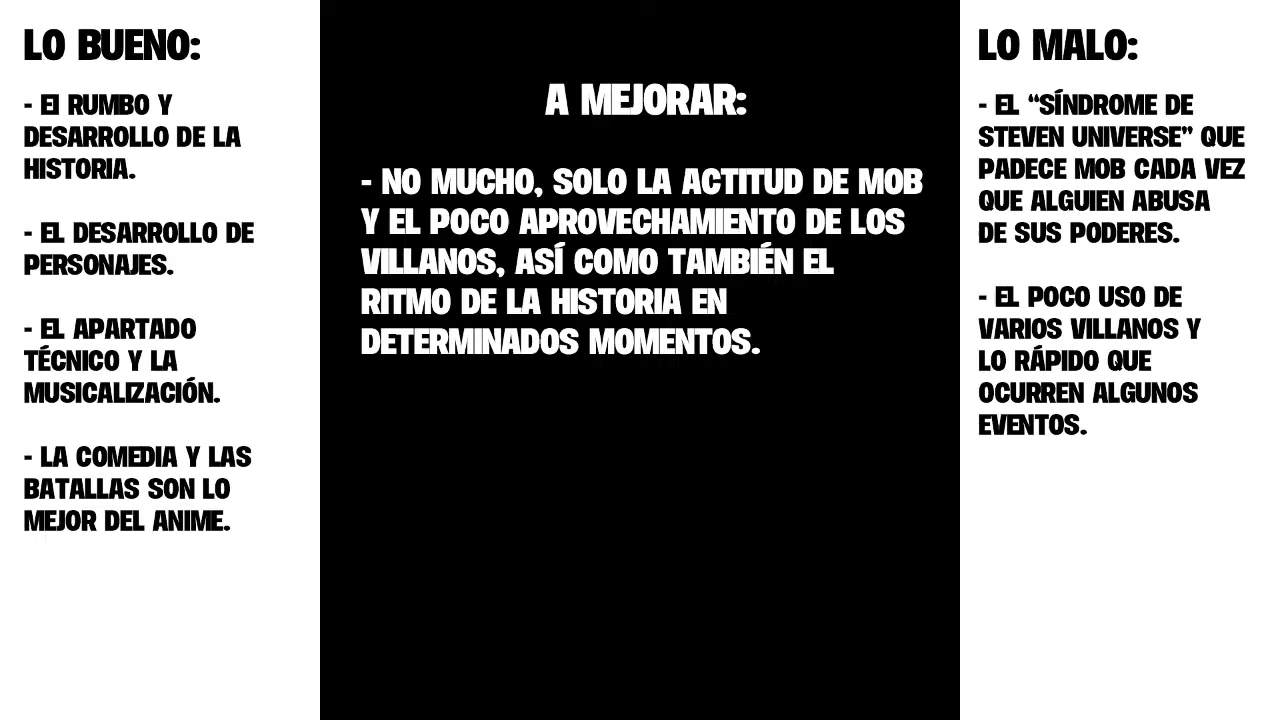 LO BUENO:
- El RUMBO Y
DESARROLLO DE LA
HISTORIA.
- EL DESARROLLO DE
PERSONAJES.
- EL APARTADO
TÉCNICO Y LA
MUSICALIZACIÓN.
- LA COMEDIA Y LAS
BATALLAS SON LO
MEJOR DEL ANIME.
A MEJORAR:
- NO MUCHO, SOLO LA ACTITUD DE MOB
Y EL POCO APROVECHAMIENTO DE LOS
VILLANOS, ASÍ COMO TAMBIÉN EL
RITMO DE LA HISTORIA EN
DETERMINADOS MOMENTOS.
LO MALO:
- EL “SÍNDROME DE
STEVEN UNIVERSE” QUE
PADECE MOB CADA VEZ
QUE ALGUIEN ABUSA
DE SUS PODERES.
- EL POCO USO DE
VARIOS VILLANOS Y
LO RÁPIDO QUE
OCURREN ALGUNOS
EVENTOS.